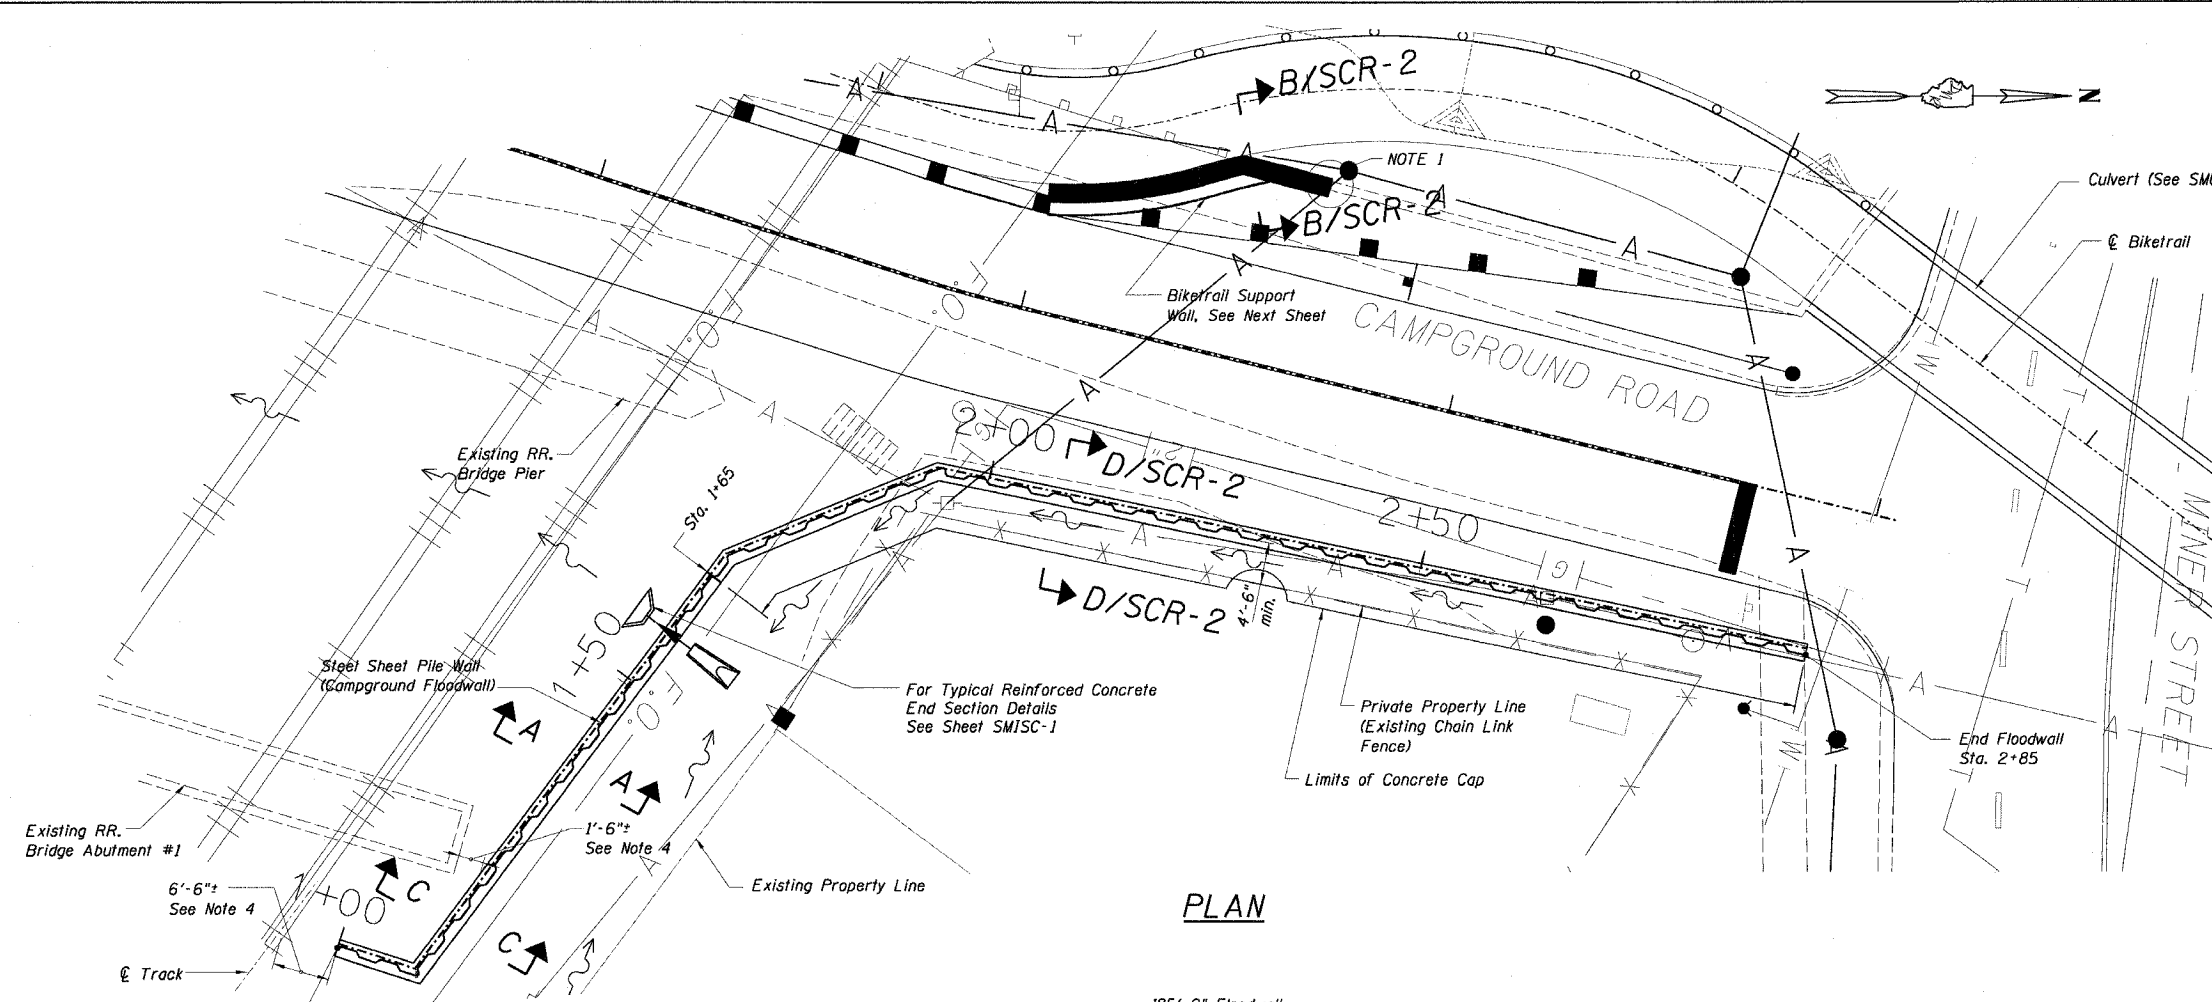 B/SCR-2
N
NOTE 1
Culvert (See
B/SCR-2
℄ Biketrail
Biketrail Support
Wall, See Next Sheet
CAMPGROUND ROAD
Existing RR.
Bridge Pier
2+00
D/SCR-2
Sta. 1+65
2+50
D/SCR-2
4'-6"
min.
MINER STREET
1+50
Steel Sheet Pile Wall
(Campground Floodwall)
For Typical Reinforced Concrete
End Section Details
See Sheet SMISC-1
Private Property Line
(Existing Chain Link
Fence)
Limits of Concrete Cap
End Floodwall
Sta. 2+85
A
A
Existing RR.
Bridge Abutment #1
1'-6"±
See Note 4
6'-6"±
See Note 4
1+00
C
Existing Property Line
C
℄ Track
PLAN